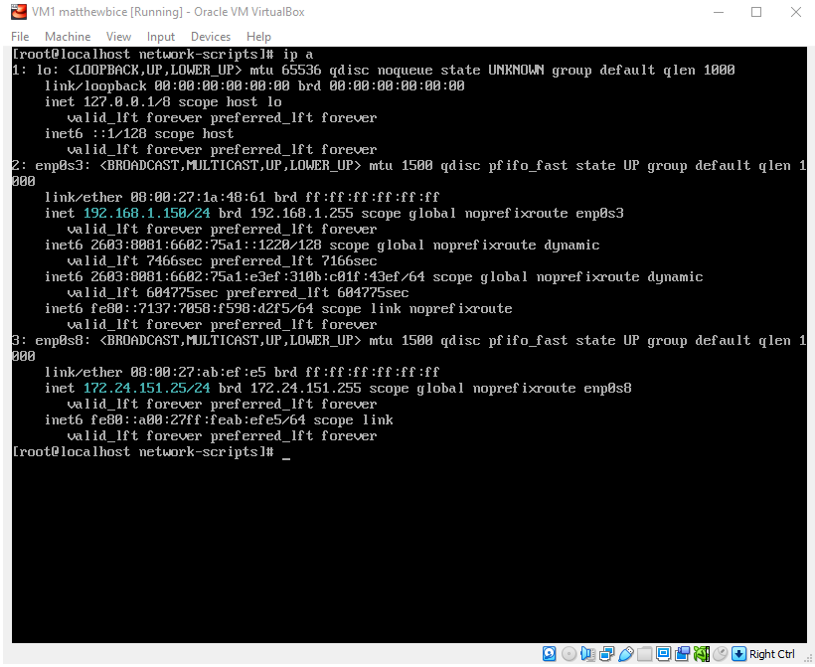 VM1 matthewbice [Running] - Oracle VM VirtualBox
File Machine View Input Devices Help
[root@localhost network-scripts]# ip a
1: lo: <LOOPBACK,UP,LOWER_UP> mtu 65536 qdisc noqueue state UNKNOWN group default qlen 1000
    link/loopback 00:00:00:00:00:00 brd 00:00:00:00:00:00
    inet 127.0.0.1/8 scope host lo
       valid_lft forever preferred_lft forever
    inet6 ::1/128 scope host
       valid_lft forever preferred_lft forever
2: enp0s3: <BROADCAST,MULTICAST,UP,LOWER_UP> mtu 1500 qdisc pfifo_fast state UP group default qlen 1
000
    link/ether 08:00:27:1a:48:61 brd ff:ff:ff:ff:ff:ff
    inet 192.168.1.150/24 brd 192.168.1.255 scope global noprefixroute enp0s3
       valid_lft forever preferred_lft forever
    inet6 2603:8081:6602:75a1::1220/128 scope global noprefixroute dynamic
       valid_lft 7466sec preferred_lft 7166sec
    inet6 2603:8081:6602:75a1:e3ef:310b:c01f:43ef/64 scope global noprefixroute dynamic
       valid_lft 604775sec preferred_lft 604775sec
    inet6 fe80::7137:7058:f598:d2f5/64 scope link noprefixroute
       valid_lft forever preferred_lft forever
3: enp0s8: <BROADCAST,MULTICAST,UP,LOWER_UP> mtu 1500 qdisc pfifo_fast state UP group default qlen 1
000
    link/ether 08:00:27:ab:ef:e5 brd ff:ff:ff:ff:ff:ff
    inet 172.24.151.25/24 brd 172.24.151.255 scope global noprefixroute enp0s8
       valid_lft forever preferred_lft forever
    inet6 fe80::a00:27ff:feab:efe5/64 scope link
       valid_lft forever preferred_lft forever
[root@localhost network-scripts]# _
Right Ctrl